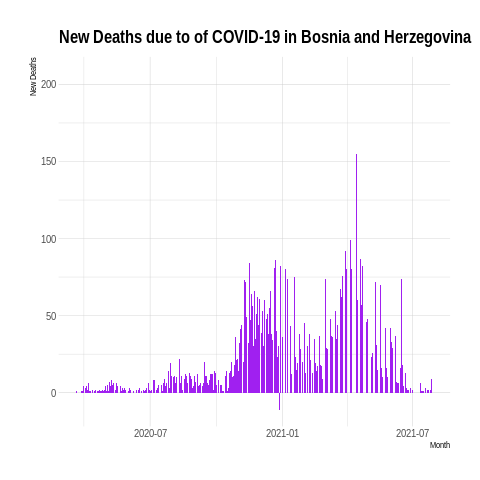 New Deaths due to of COVID-19 in Bosnia and Herzegovina
New Deaths
200
150
100
50
0
2020-07
2021-01
2021-07
Month